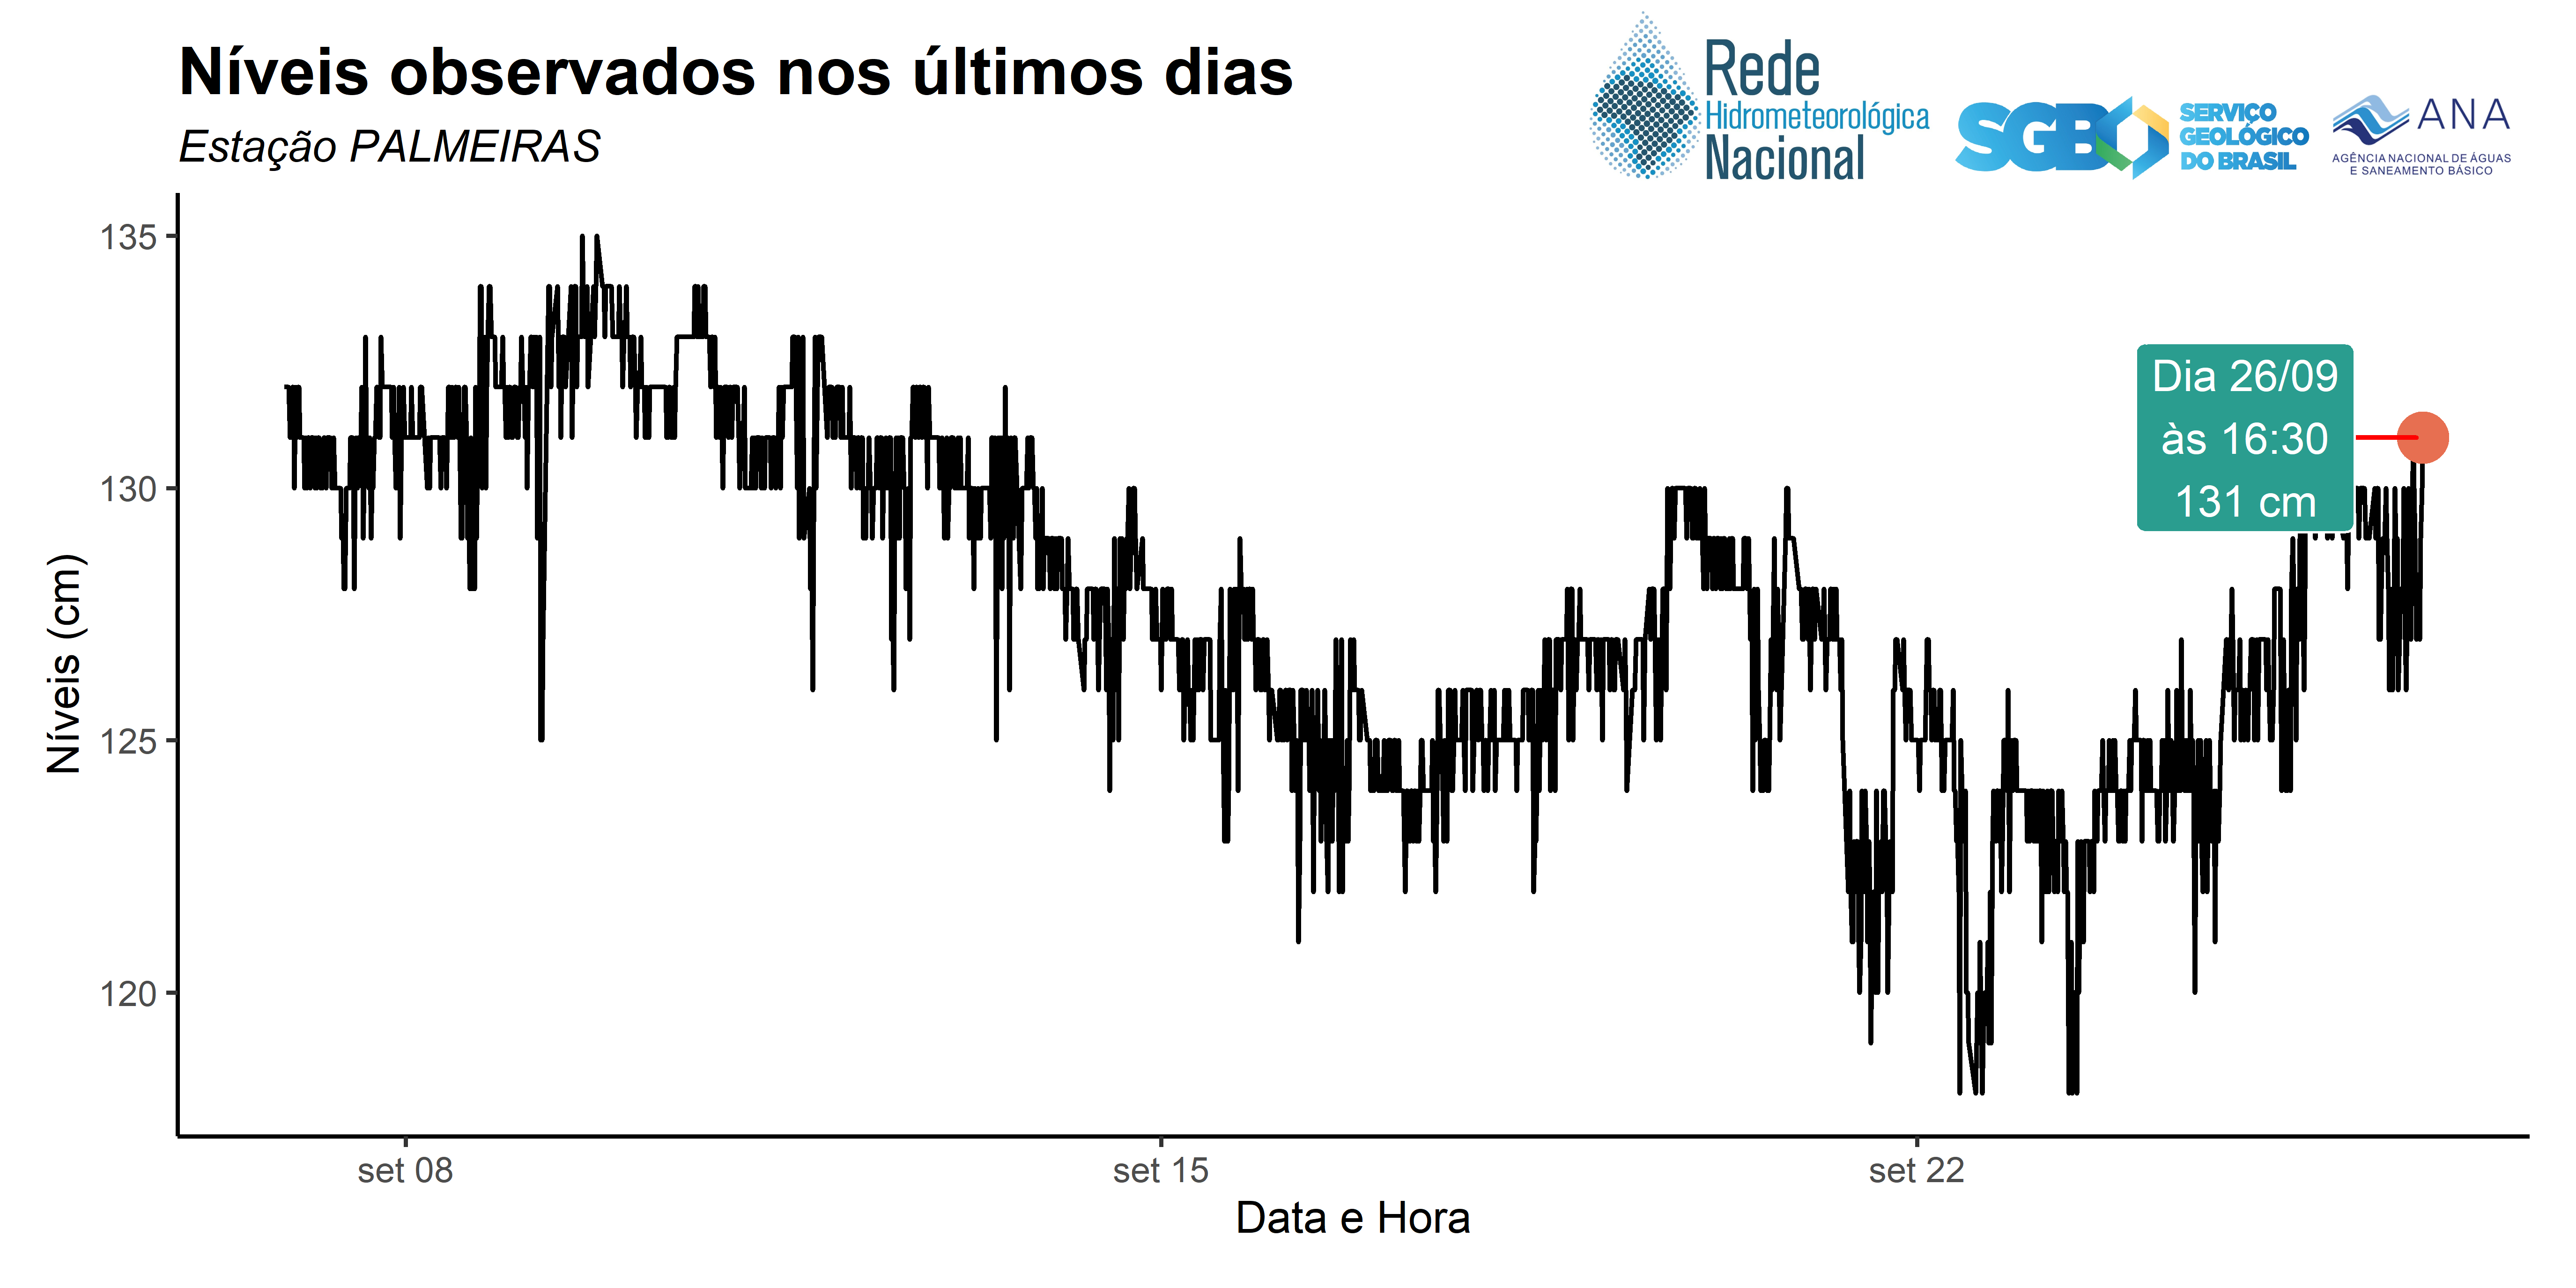 Níveis observados nos últimos dias
Estação PALMEIRAS
Rede
Hidrometeorológica
Nacional
SGB
SERVIÇO
GEOLÓGICO
DO BRASIL
ANA
AGÊNCIA NACIONAL DE ÁGUAS
E SANEAMENTO BÁSICO
135
130
125
120
Níveis (cm)
Dia 26/09
às 16:30
131 cm
set 08
set 15
set 22
Data e Hora